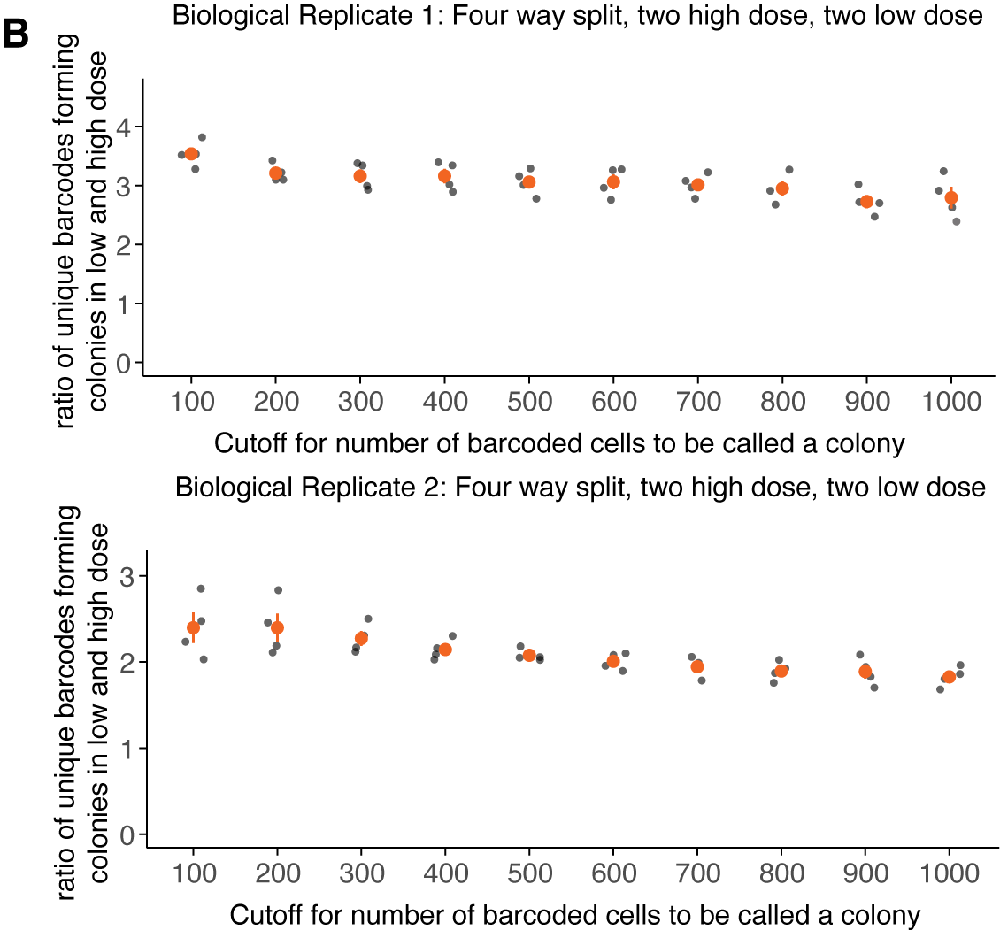 B
Biological Replicate 1: Four way split, two high dose, two low dose
ratio of unique barcodes forming
colonies in low and high dose
4
3
2
1
0
100 200 300 400 500 600 700 800 900 1000
Cutoff for number of barcoded cells to be called a colony
Biological Replicate 2: Four way split, two high dose, two low dose
ratio of unique barcodes forming
colonies in low and high dose
3
2
1
0
100 200 300 400 500 600 700 800 900 1000
Cutoff for number of barcoded cells to be called a colony